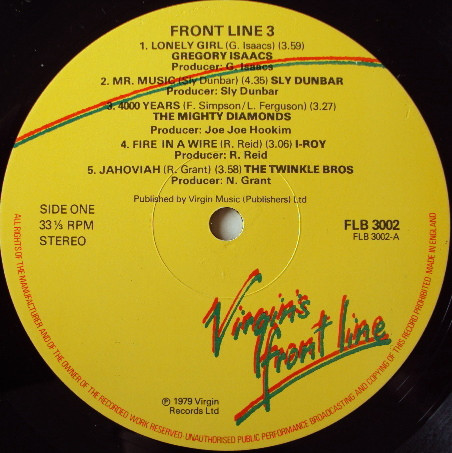 FRONT LINE 3
1. LONELY GIRL (G. Isaacs) (3.59)
GREGORY ISAACS
Producer: G. Isaacs
2. MR. MUSIC (Sly Dunbar) (4.35) SLY DUNBAR
Producer: Sly Dunbar
3. 4000 YEARS (F. Simpson/L. Ferguson) (3.27)
THE MIGHTY DIAMONDS
Producer: Joe Joe Hookim
4. FIRE IN A WIRE (R. Reid) (3.06) I-ROY
Producer: R. Reid
5. JAHOVIAH (R. Grant) (3.58) THE TWINKLE BROS
Producer: N. Grant
Published by Virgin Music (Publishers) Ltd
SIDE ONE
33⅓ RPM
STEREO
FLB 3002
FLB 3002-A
Virgin's
front line
℗ 1979 Virgin
Records Ltd
ALL RIGHTS OF THE MANUFACTURER AND OF THE OWNER OF THE RECORDED WORK RESERVED·UNAUTHORISED PUBLIC PERFORMANCE BROADCASTING AND COPYING OF THIS RECORD PROHIBITED·MADE IN ENGLAND